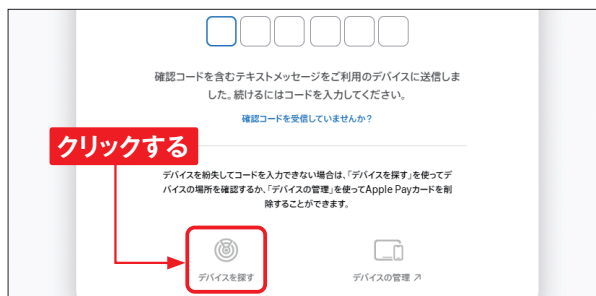 確認コードを含むテキストメッセージをご利用のデバイスに送信しま
した。続けるにはコードを入力してください。
確認コードを受信していませんか?
クリックする
デバイスを紛失してコードを入力できない場合は、「デバイスを探す」を使ってデ
バイスの場所を確認するか、「デバイスの管理」を使ってApple Payカードを削
除することができます。
デバイスを探す
デバイスの管理 ↗